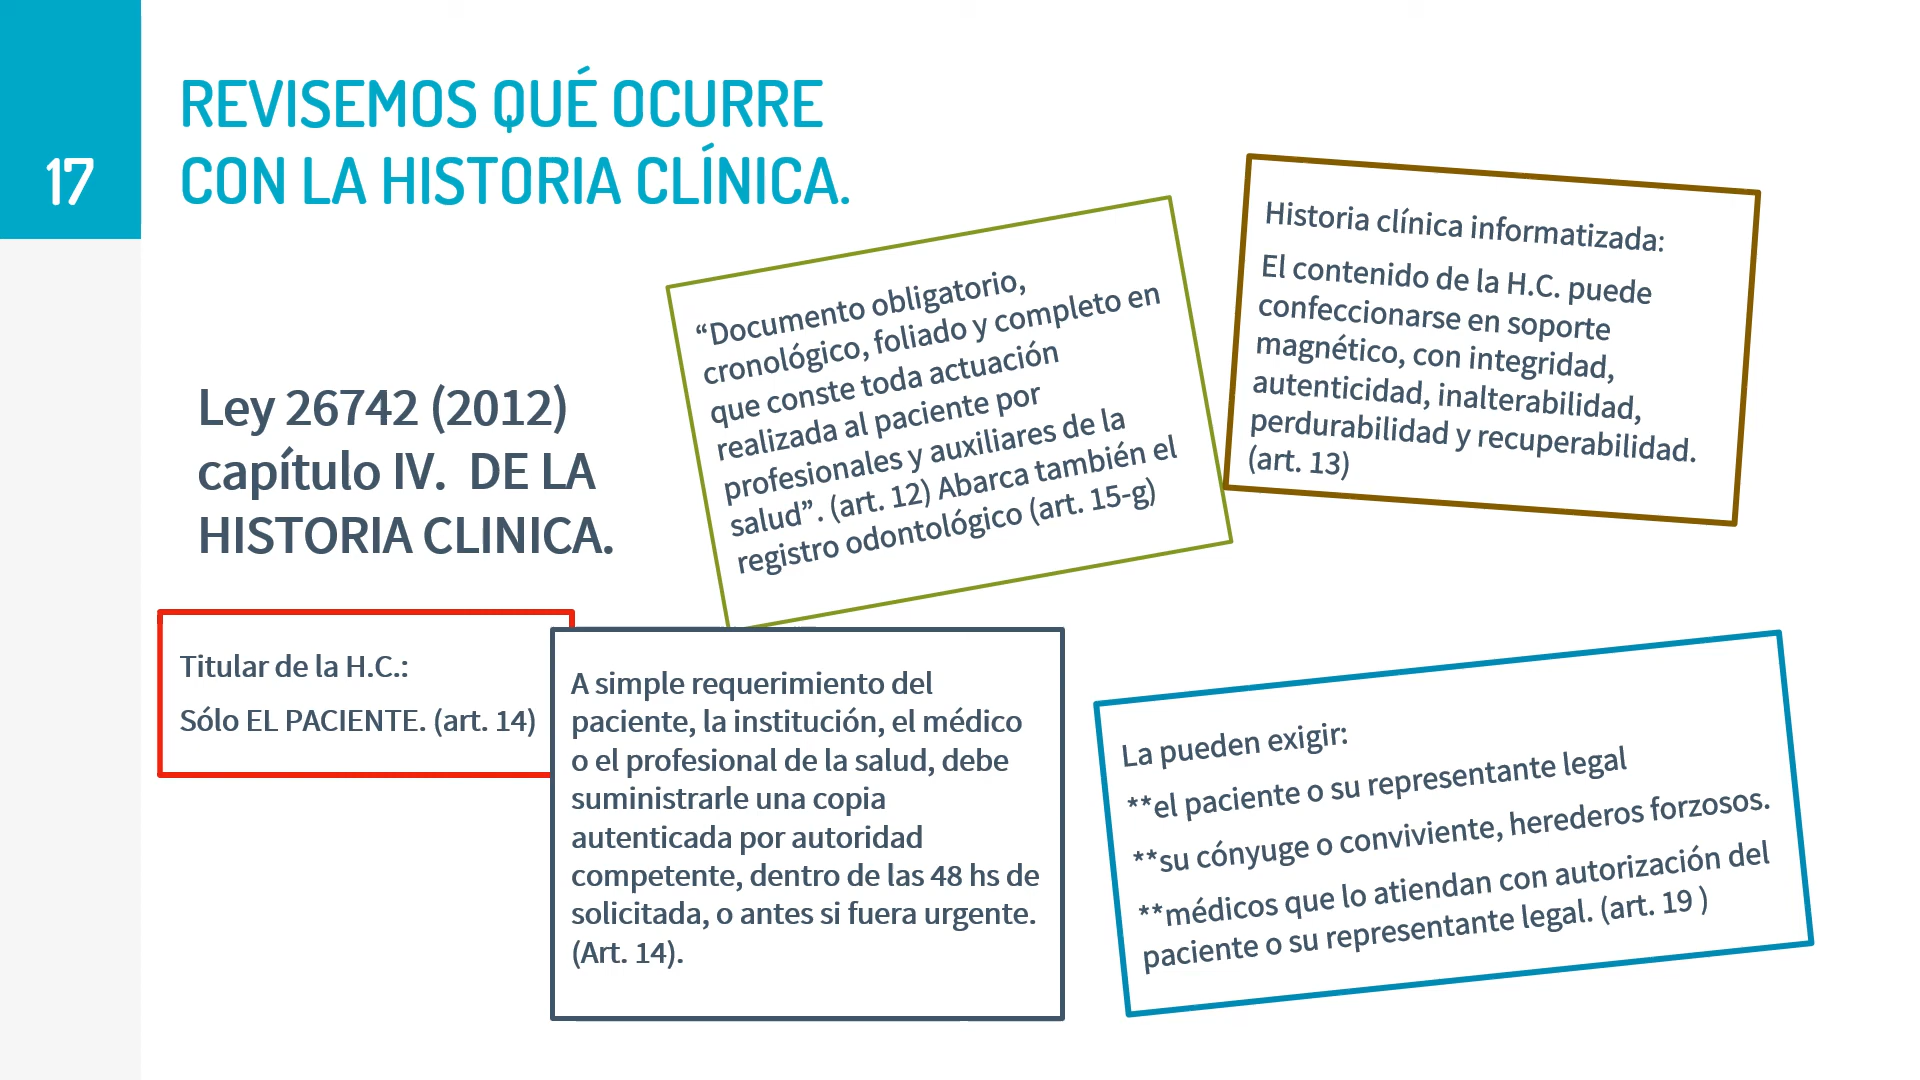 17
REVISEMOS QUÉ OCURRE
CON LA HISTORIA CLÍNICA.
Ley 26742 (2012)
capítulo IV.  DE LA
HISTORIA CLINICA.
“Documento obligatorio,
cronológico, foliado y completo en
que conste toda actuación
realizada al paciente por
profesionales y auxiliares de la
salud”. (art. 12) Abarca también el
registro odontológico (art. 15-g)
Historia clínica informatizada:
El contenido de la H.C. puede
confeccionarse en soporte
magnético, con integridad,
autenticidad, inalterabilidad,
perdurabilidad y recuperabilidad.
(art. 13)
Titular de la H.C.:
Sólo EL PACIENTE. (art. 14)
A simple requerimiento del
paciente, la institución, el médico
o el profesional de la salud, debe
suministrarle una copia
autenticada por autoridad
competente, dentro de las 48 hs de
solicitada, o antes si fuera urgente.
(Art. 14).
La pueden exigir:
**el paciente o su representante legal
**su cónyuge o conviviente, herederos forzosos.
**médicos que lo atiendan con autorización del
paciente o su representante legal. (art. 19 )